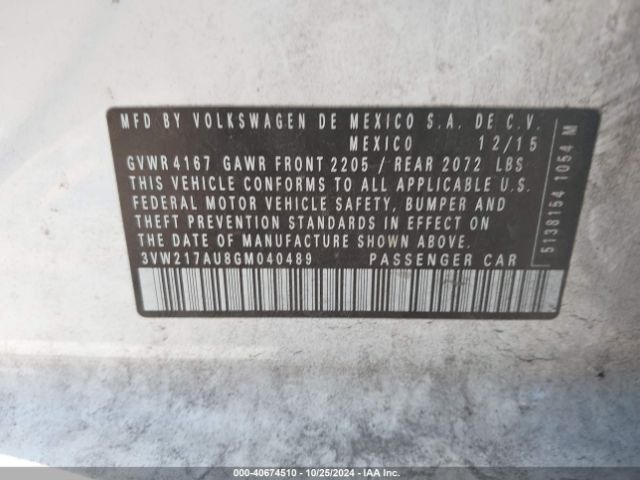 MFD BY VOLKSWAGEN DE MEXICO S.A. DE C.V.
MEXICO 12/15
GVWR 4167 GAWR FRONT 2205 / REAR 2072 LBS
THIS VEHICLE CONFORMS TO ALL APPLICABLE U.S.
FEDERAL MOTOR VEHICLE SAFETY, BUMPER AND
THEFT PREVENTION STANDARDS IN EFFECT ON
THE DATE OF MANUFACTURE SHOWN ABOVE.
3VW217AU8GM040489 PASSENGER CAR
5138154 1054 M
3-40674510 - 10/25/2024 - IAA Inc.